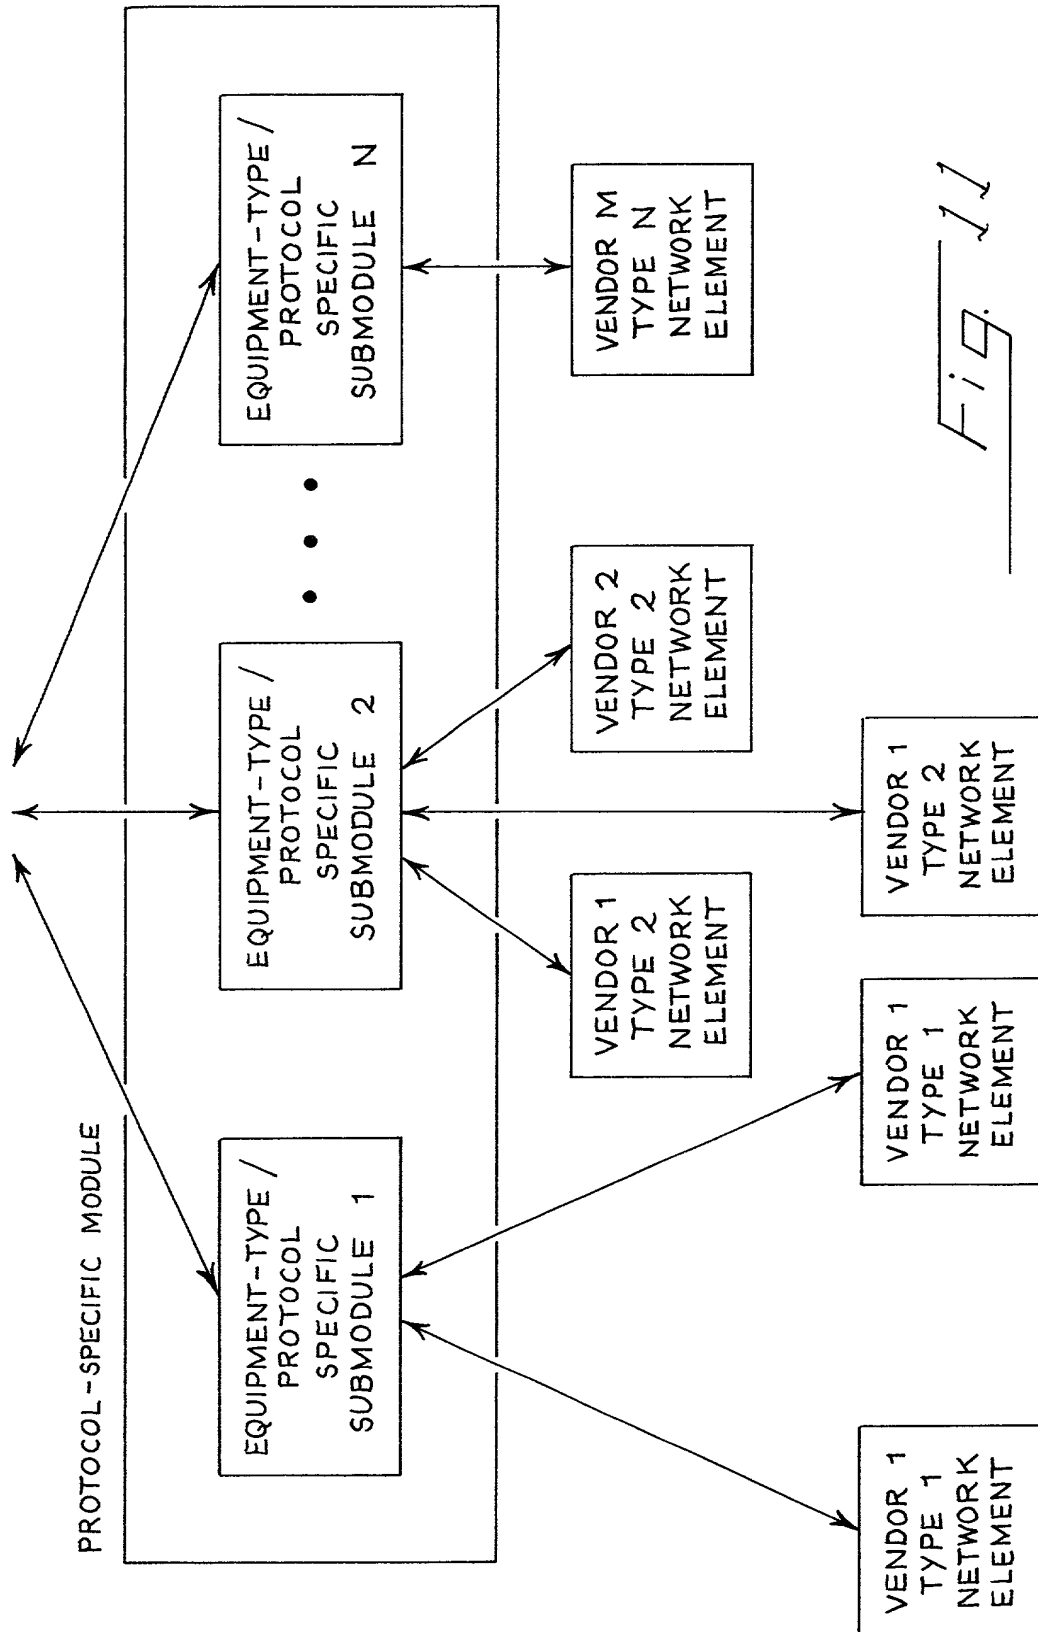 PROTOCOL-SPECIFIC MODULE
EQUIPMENT-TYPE/
PROTOCOL
SPECIFIC
SUBMODULE 1
EQUIPMENT-TYPE/
PROTOCOL
SPECIFIC
SUBMODULE 2
EQUIPMENT-TYPE/
PROTOCOL
SPECIFIC
SUBMODULE N
VENDOR 1
TYPE 2
NETWORK
ELEMENT
VENDOR 2
TYPE 2
NETWORK
ELEMENT
VENDOR M
TYPE N
NETWORK
ELEMENT
VENDOR 1
TYPE 1
NETWORK
ELEMENT
VENDOR 1
TYPE 1
NETWORK
ELEMENT
VENDOR 1
TYPE 2
NETWORK
ELEMENT
Fig. 11